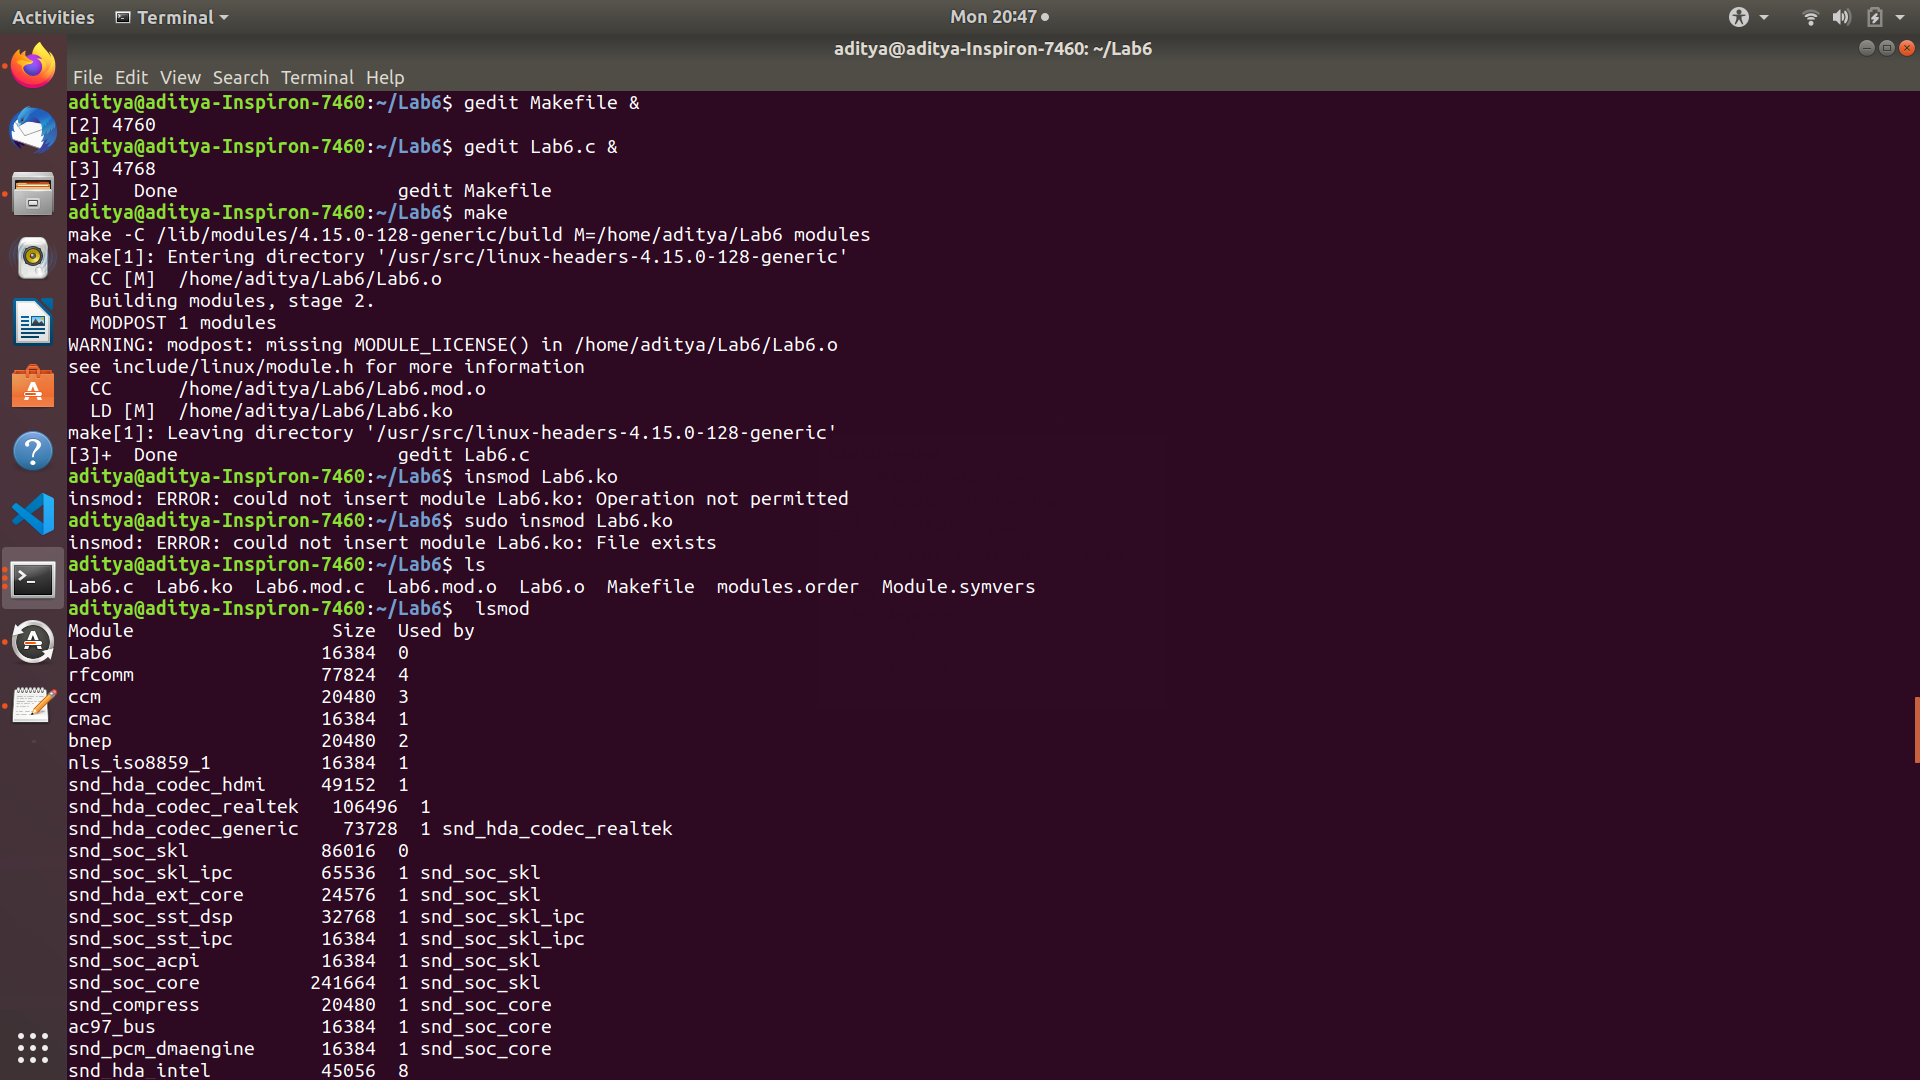 Activities Terminal Mon 20:47
aditya@aditya-Inspiron-7460: ~/Lab6
File Edit View Search Terminal Help
aditya@aditya-Inspiron-7460:~/Lab6$ gedit Makefile &
[2] 4760
aditya@aditya-Inspiron-7460:~/Lab6$ gedit Lab6.c &
[3] 4768
[2]   Done                    gedit Makefile
aditya@aditya-Inspiron-7460:~/Lab6$ make
make -C /lib/modules/4.15.0-128-generic/build M=/home/aditya/Lab6 modules
make[1]: Entering directory '/usr/src/linux-headers-4.15.0-128-generic'
  CC [M]  /home/aditya/Lab6/Lab6.o
  Building modules, stage 2.
  MODPOST 1 modules
WARNING: modpost: missing MODULE_LICENSE() in /home/aditya/Lab6/Lab6.o
see include/linux/module.h for more information
  CC      /home/aditya/Lab6/Lab6.mod.o
  LD [M]  /home/aditya/Lab6/Lab6.ko
make[1]: Leaving directory '/usr/src/linux-headers-4.15.0-128-generic'
[3]+  Done                    gedit Lab6.c
aditya@aditya-Inspiron-7460:~/Lab6$ insmod Lab6.ko
insmod: ERROR: could not insert module Lab6.ko: Operation not permitted
aditya@aditya-Inspiron-7460:~/Lab6$ sudo insmod Lab6.ko
insmod: ERROR: could not insert module Lab6.ko: File exists
aditya@aditya-Inspiron-7460:~/Lab6$ ls
Lab6.c  Lab6.ko  Lab6.mod.c  Lab6.mod.o  Lab6.o  Makefile  modules.order  Module.symvers
aditya@aditya-Inspiron-7460:~/Lab6$  lsmod
Module                  Size  Used by
Lab6                   16384  0
rfcomm                 77824  4
ccm                    20480  3
cmac                   16384  1
bnep                   20480  2
nls_iso8859_1          16384  1
snd_hda_codec_hdmi     49152  1
snd_hda_codec_realtek   106496  1
snd_hda_codec_generic    73728  1 snd_hda_codec_realtek
snd_soc_skl            86016  0
snd_soc_skl_ipc        65536  1 snd_soc_skl
snd_hda_ext_core       24576  1 snd_soc_skl
snd_soc_sst_dsp        32768  1 snd_soc_skl_ipc
snd_soc_sst_ipc        16384  1 snd_soc_skl_ipc
snd_soc_acpi           16384  1 snd_soc_skl
snd_soc_core          241664  1 snd_soc_skl
snd_compress           20480  1 snd_soc_core
ac97_bus               16384  1 snd_soc_core
snd_pcm_dmaengine      16384  1 snd_soc_core
snd_hda_intel          45056  8